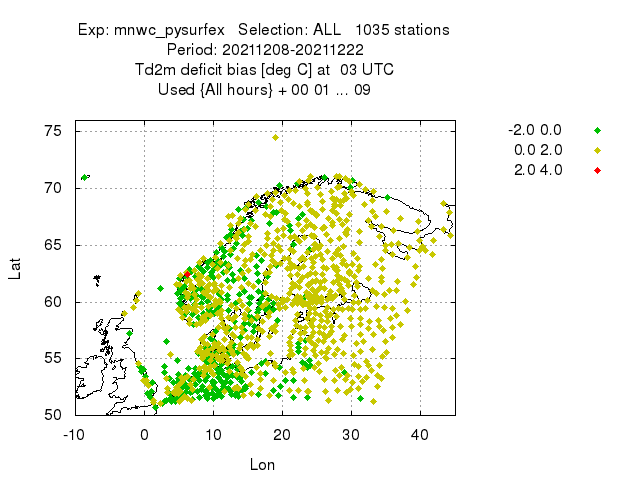 Exp: mnwc_pysurfex   Selection: ALL   1035 stations
Period: 20211208-20211222
Td2m deficit bias [deg C] at  03 UTC
Used {All hours} + 00 01 ... 09
-2.0 0.0
0.0 2.0
2.0 4.0
75
70
65
60
55
50
Lat
-10 0 10 20 30 40
Lon